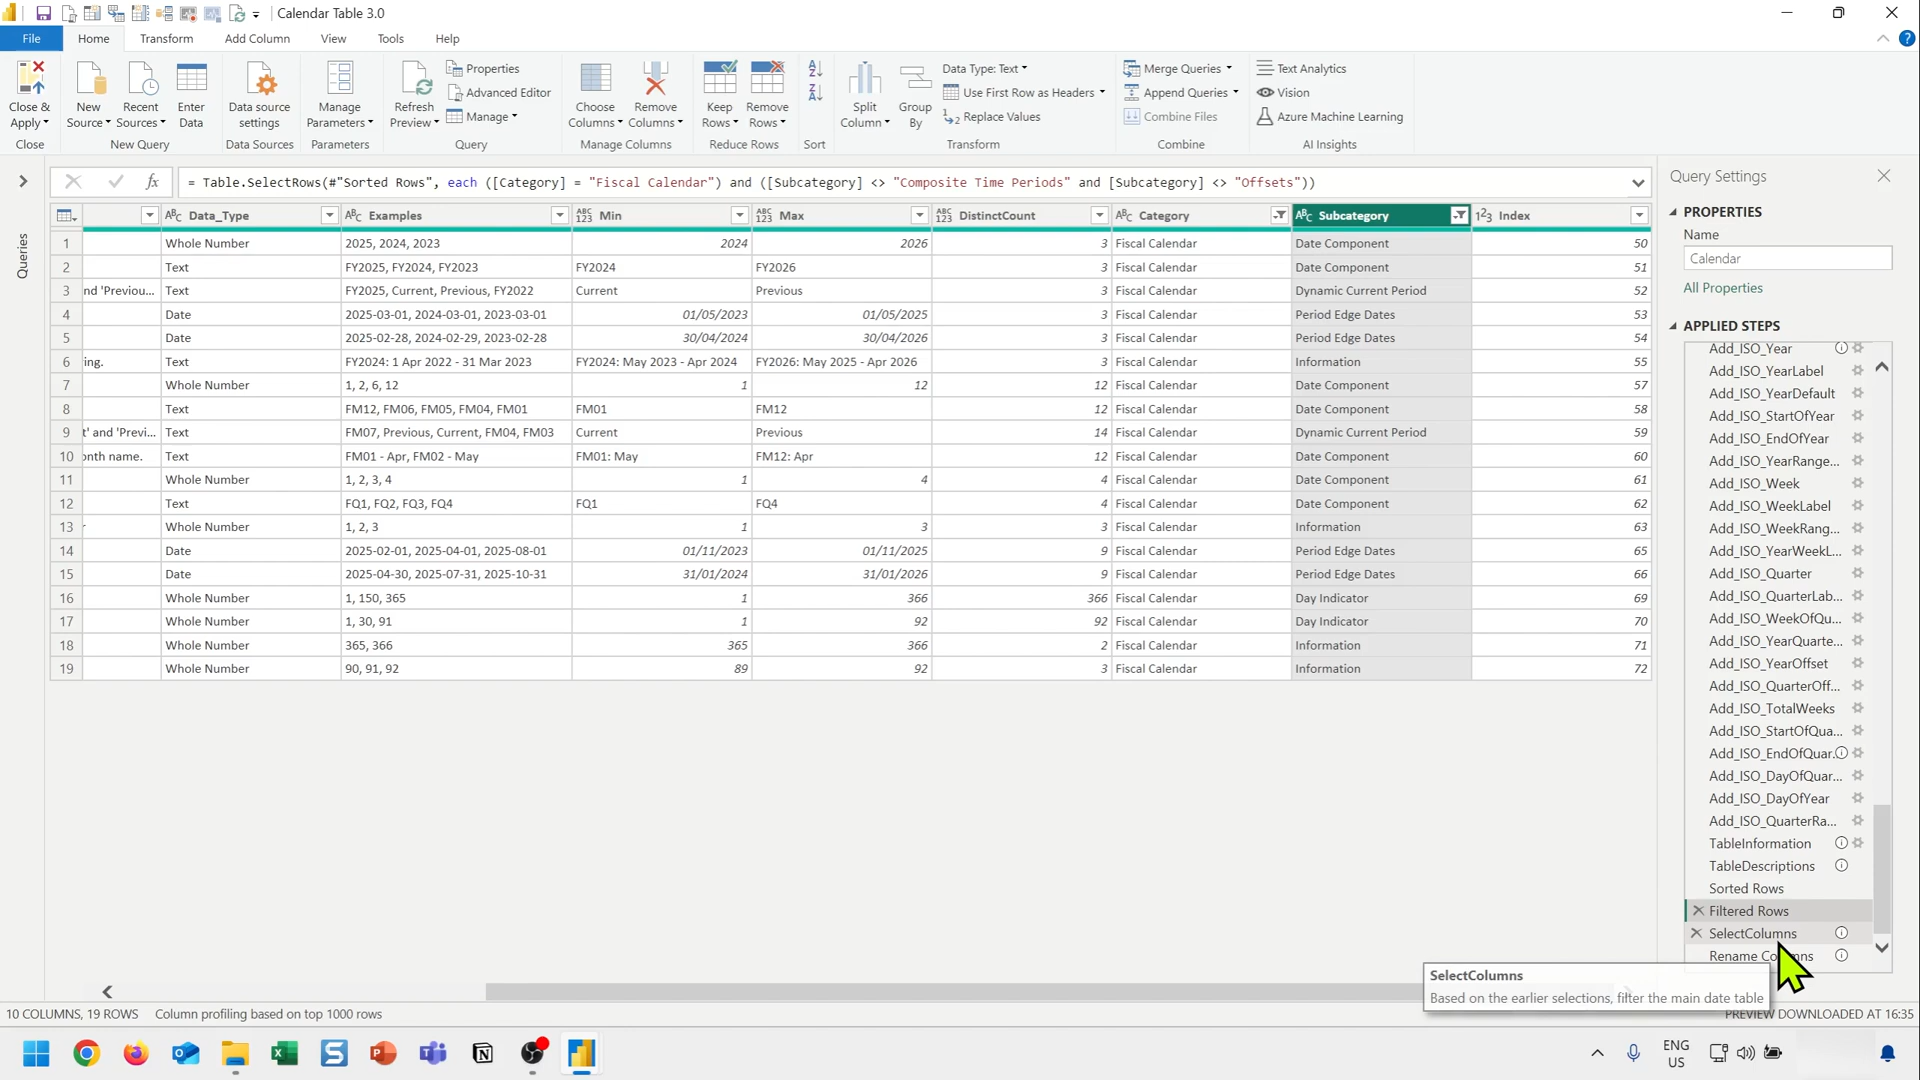 Calendar Table 3.0
File Home Transform Add Column View Tools Help
Close & Apply
New Source
Recent Sources
Enter Data
Data source settings
Manage Parameters
Refresh Preview
Properties
Advanced Editor
Manage
Choose Columns
Remove Columns
Keep Rows
Remove Rows
Split Column
Group By
Data Type: Text
Use First Row as Headers
Replace Values
Merge Queries
Append Queries
Combine Files
Text Analytics
Vision
Azure Machine Learning
Close New Query Data Sources Parameters Query Manage Columns Reduce Rows Sort Transform Combine AI Insights
= Table.SelectRows(#"Sorted Rows", each ([Category] = "Fiscal Calendar") and ([Subcategory] <> "Composite Time Periods" and [Subcategory] <> "Offsets"))
Queries
Data_Type Examples Min Max DistinctCount Category Subcategory Index
1 Whole Number 2025, 2024, 2023 2024 2026 3 Fiscal Calendar Date Component 50
2 Text FY2025, FY2024, FY2023 FY2024 FY2026 3 Fiscal Calendar Date Component 51
3 nd 'Previou... Text FY2025, Current, Previous, FY2022 Current Previous 3 Fiscal Calendar Dynamic Current Period 52
4 Date 2025-03-01, 2024-03-01, 2023-03-01 01/05/2023 01/05/2025 3 Fiscal Calendar Period Edge Dates 53
5 Date 2025-02-28, 2024-02-29, 2023-02-28 30/04/2024 30/04/2026 3 Fiscal Calendar Period Edge Dates 54
6 ing. Text FY2024: 1 Apr 2022 - 31 Mar 2023 FY2024: May 2023 - Apr 2024 FY2026: May 2025 - Apr 2026 3 Fiscal Calendar Information 55
7 Whole Number 1, 2, 6, 12 1 12 12 Fiscal Calendar Date Component 57
8 Text FM12, FM06, FM05, FM04, FM01 FM01 FM12 12 Fiscal Calendar Date Component 58
9 t' and 'Previ... Text FM07, Previous, Current, FM04, FM03 Current Previous 14 Fiscal Calendar Dynamic Current Period 59
10 onth name. Text FM01 - Apr, FM02 - May FM01: May FM12: Apr 12 Fiscal Calendar Date Component 60
11 Whole Number 1, 2, 3, 4 1 4 4 Fiscal Calendar Date Component 61
12 Text FQ1, FQ2, FQ3, FQ4 FQ1 FQ4 4 Fiscal Calendar Date Component 62
13 r Whole Number 1, 2, 3 1 3 3 Fiscal Calendar Information 63
14 Date 2025-02-01, 2025-04-01, 2025-08-01 01/11/2023 01/11/2025 9 Fiscal Calendar Period Edge Dates 65
15 Date 2025-04-30, 2025-07-31, 2025-10-31 31/01/2024 31/01/2026 9 Fiscal Calendar Period Edge Dates 66
16 Whole Number 1, 150, 365 1 366 366 Fiscal Calendar Day Indicator 69
17 Whole Number 1, 30, 91 1 92 92 Fiscal Calendar Day Indicator 70
18 Whole Number 365, 366 365 366 2 Fiscal Calendar Information 71
19 Whole Number 90, 91, 92 89 92 3 Fiscal Calendar Information 72
Query Settings
PROPERTIES
Name
Calendar
All Properties
APPLIED STEPS
Add_ISO_Year
Add_ISO_YearLabel
Add_ISO_YearDefault
Add_ISO_StartOfYear
Add_ISO_EndOfYear
Add_ISO_YearRange...
Add_ISO_Week
Add_ISO_WeekLabel
Add_ISO_WeekRang...
Add_ISO_YearWeekL...
Add_ISO_Quarter
Add_ISO_QuarterLab...
Add_ISO_WeekOfQu...
Add_ISO_YearQuarte...
Add_ISO_YearOffset
Add_ISO_QuarterOff...
Add_ISO_TotalWeeks
Add_ISO_StartOfQua...
Add_ISO_EndOfQuar...
Add_ISO_DayOfQuar...
Add_ISO_DayOfYear
Add_ISO_QuarterRa...
TableInformation
TableDescriptions
Sorted Rows
Filtered Rows
SelectColumns
Rename Columns
SelectColumns
Based on the earlier selections, filter the main date table
10 COLUMNS, 19 ROWS Column profiling based on top 1000 rows
PREVIEW DOWNLOADED AT 16:35
ENG
US